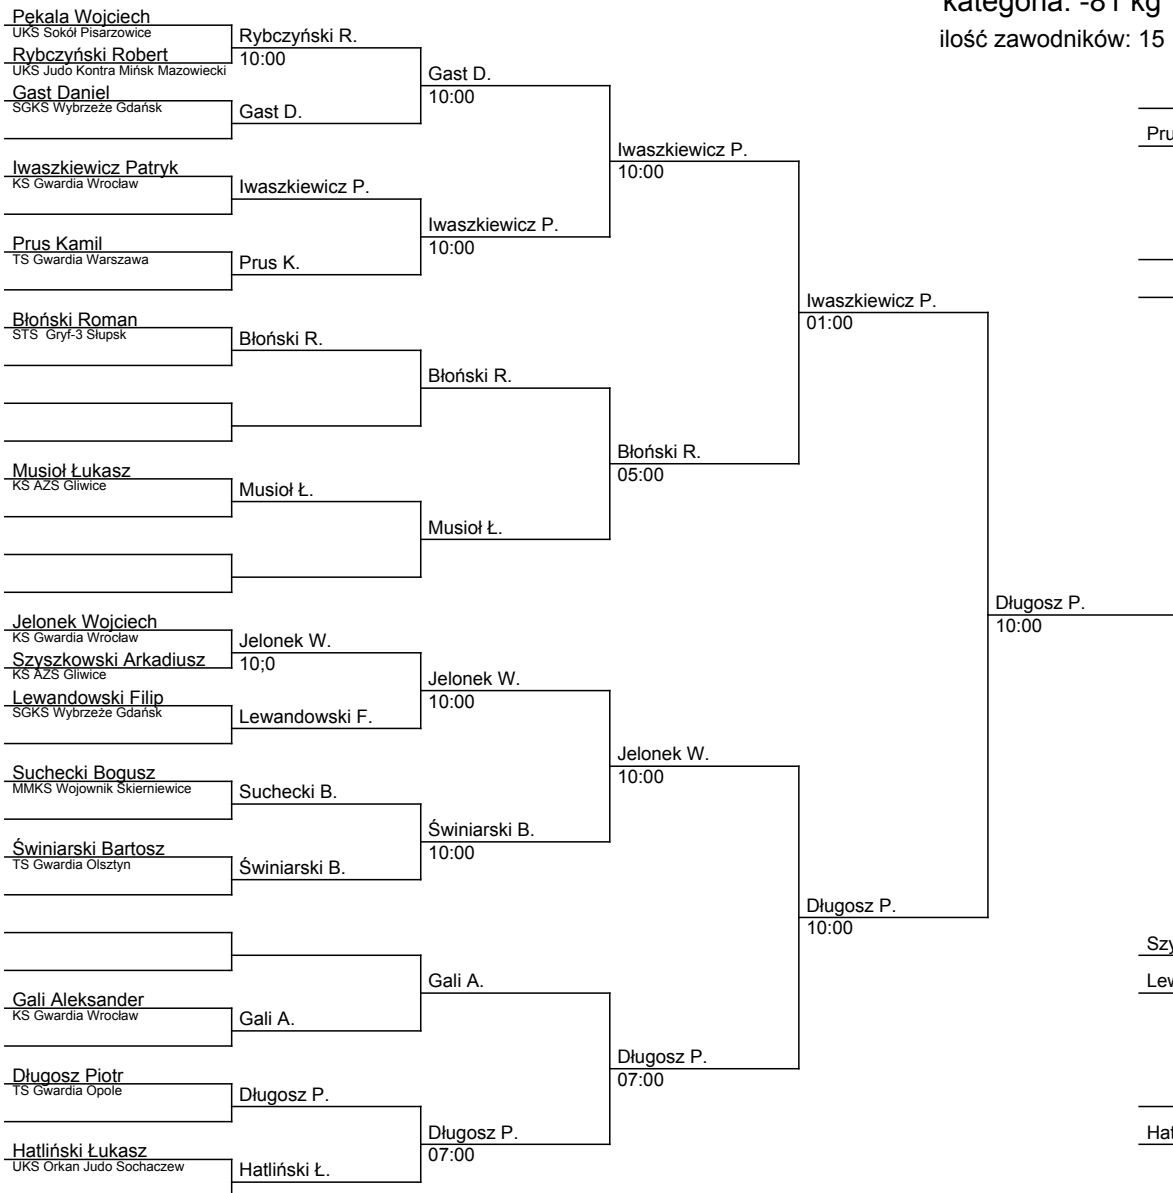 kategoria: -81 kg
ilość zawodników: 15
Pękala Wojciech
UKS Sokół Pisarzowice
Rybczyński Robert
UKS Judo Kontra Mińsk Mazowiecki
Gast Daniel
SGKS Wybrzeże Gdańsk
Iwaszkiewicz Patryk
KS Gwardia Wrocław
Prus Kamil
TS Gwardia Warszawa
Błoński Roman
STS  Gryf-3 Słupsk
Musioł Łukasz
KS AZS Gliwice
Jelonek Wojciech
KS Gwardia Wrocław
Szyszkowski Arkadiusz
KS AZS Gliwice
Lewandowski Filip
SGKS Wybrzeże Gdańsk
Suchecki Bogusz
MMKS Wojownik Skierniewice
Świniarski Bartosz
TS Gwardia Olsztyn
Gali Aleksander
KS Gwardia Wrocław
Długosz Piotr
TS Gwardia Opole
Hatliński Łukasz
UKS Orkan Judo Sochaczew
Rybczyński R.
10:00
Gast D.
Iwaszkiewicz P.
Prus K.
Błoński R.
Musioł Ł.
Jelonek W.
10;0
Lewandowski F.
Suchecki B.
Świniarski B.
Gali A.
Długosz P.
Hatliński Ł.
Gast D.
10:00
Iwaszkiewicz P.
10:00
Błoński R.
Musioł Ł.
Jelonek W.
10:00
Świniarski B.
10:00
Gali A.
Długosz P.
07:00
Iwaszkiewicz P.
10:00
Błoński R.
05:00
Jelonek W.
10:00
Długosz P.
07:00
Iwaszkiewicz P.
01:00
Długosz P.
10:00
Długosz P.
10:00
Pru
Szy
Lew
Hat